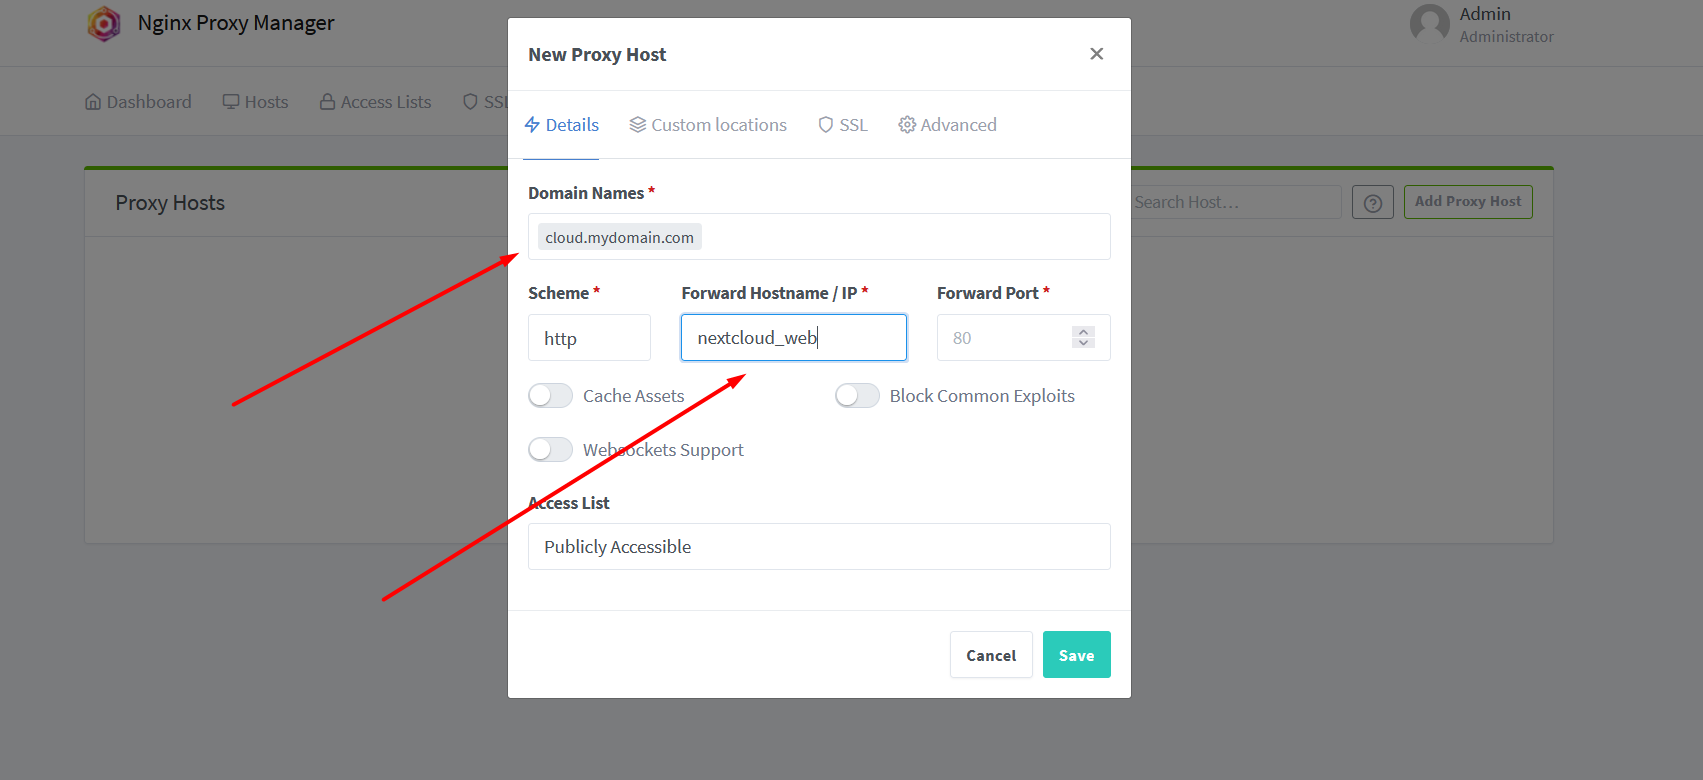 Nginx Proxy Manager
Admin
Administrator
Dashboard
Hosts
Access Lists
SSL
Proxy Hosts
Search Host...
Add Proxy Host
New Proxy Host
Details
Custom locations
SSL
Advanced
Domain Names *
cloud.mydomain.com
Scheme *
Forward Hostname / IP *
Forward Port *
http
nextcloud_web
80
Cache Assets
Block Common Exploits
Websockets Support
Access List
Publicly Accessible
Cancel
Save